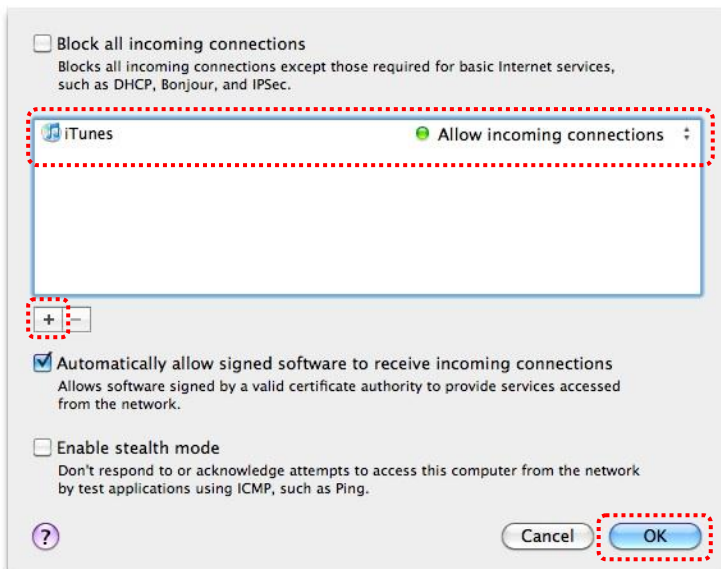 Block all incoming connections
Blocks all incoming connections except those required for basic Internet services,
such as DHCP, Bonjour, and IPSec.
iTunes Allow incoming connections
+ −
Automatically allow signed software to receive incoming connections
Allows software signed by a valid certificate authority to provide services accessed
from the network.
Enable stealth mode
Don't respond to or acknowledge attempts to access this computer from the network
by test applications using ICMP, such as Ping.
? Cancel OK